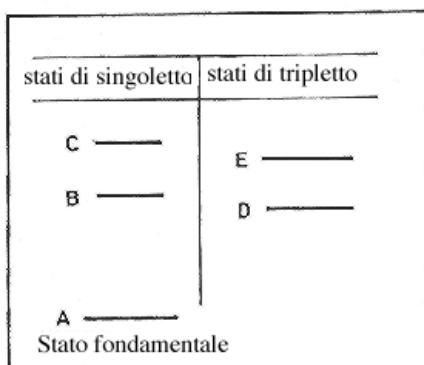 stati di singoletto stati di tripletto
C
E
B
D
A
Stato fondamentale